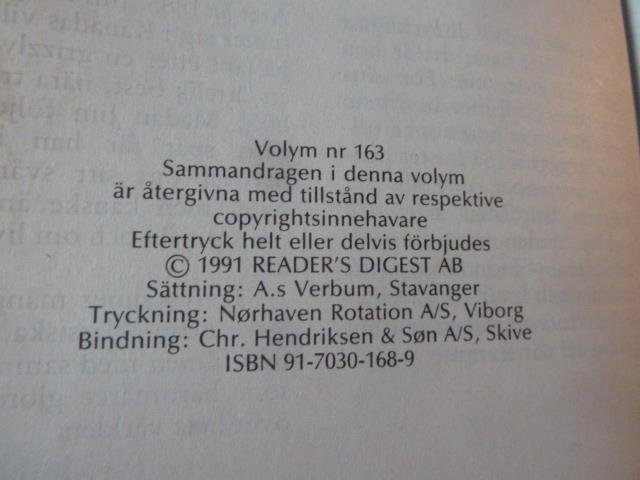 Volym nr 163
Sammandragen i denna volym
är återgivna med tillstånd av respektive
copyrightsinnehavare
Eftertryck helt eller delvis förbjudes
© 1991 READER'S DIGEST AB
Sättning: A.s Verbum, Stavanger
Tryckning: Nørhaven Rotation A/S, Viborg
Bindning: Chr. Hendriksen & Søn A/S, Skive
ISBN 91-7030-168-9